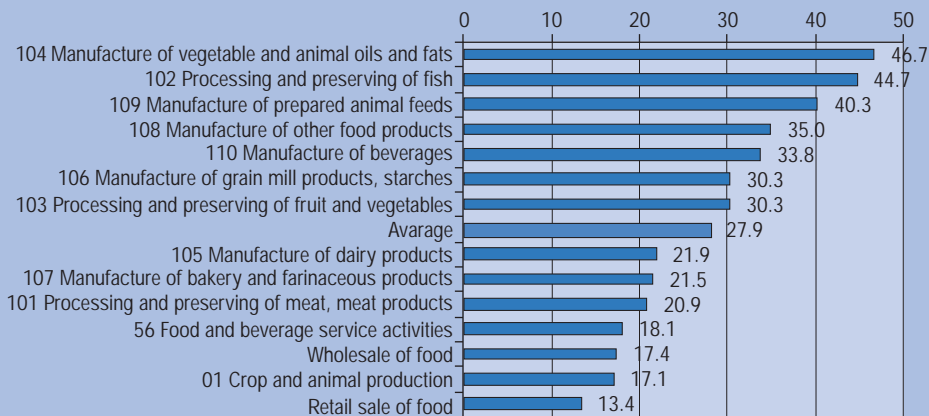 0 10 20 30 40 50
104 Manufacture of vegetable and animal oils and fats 46.7
102 Processing and preserving of fish 44.7
109 Manufacture of prepared animal feeds 40.3
108 Manufacture of other food products 35.0
110 Manufacture of beverages 33.8
106 Manufacture of grain mill products, starches 30.3
103 Processing and preserving of fruit and vegetables 30.3
Avarage 27.9
105 Manufacture of dairy products 21.9
107 Manufacture of bakery and farinaceous products 21.5
101 Processing and preserving of meat, meat products 20.9
56 Food and beverage service activities 18.1
Wholesale of food 17.4
01 Crop and animal production 17.1
Retail sale of food 13.4